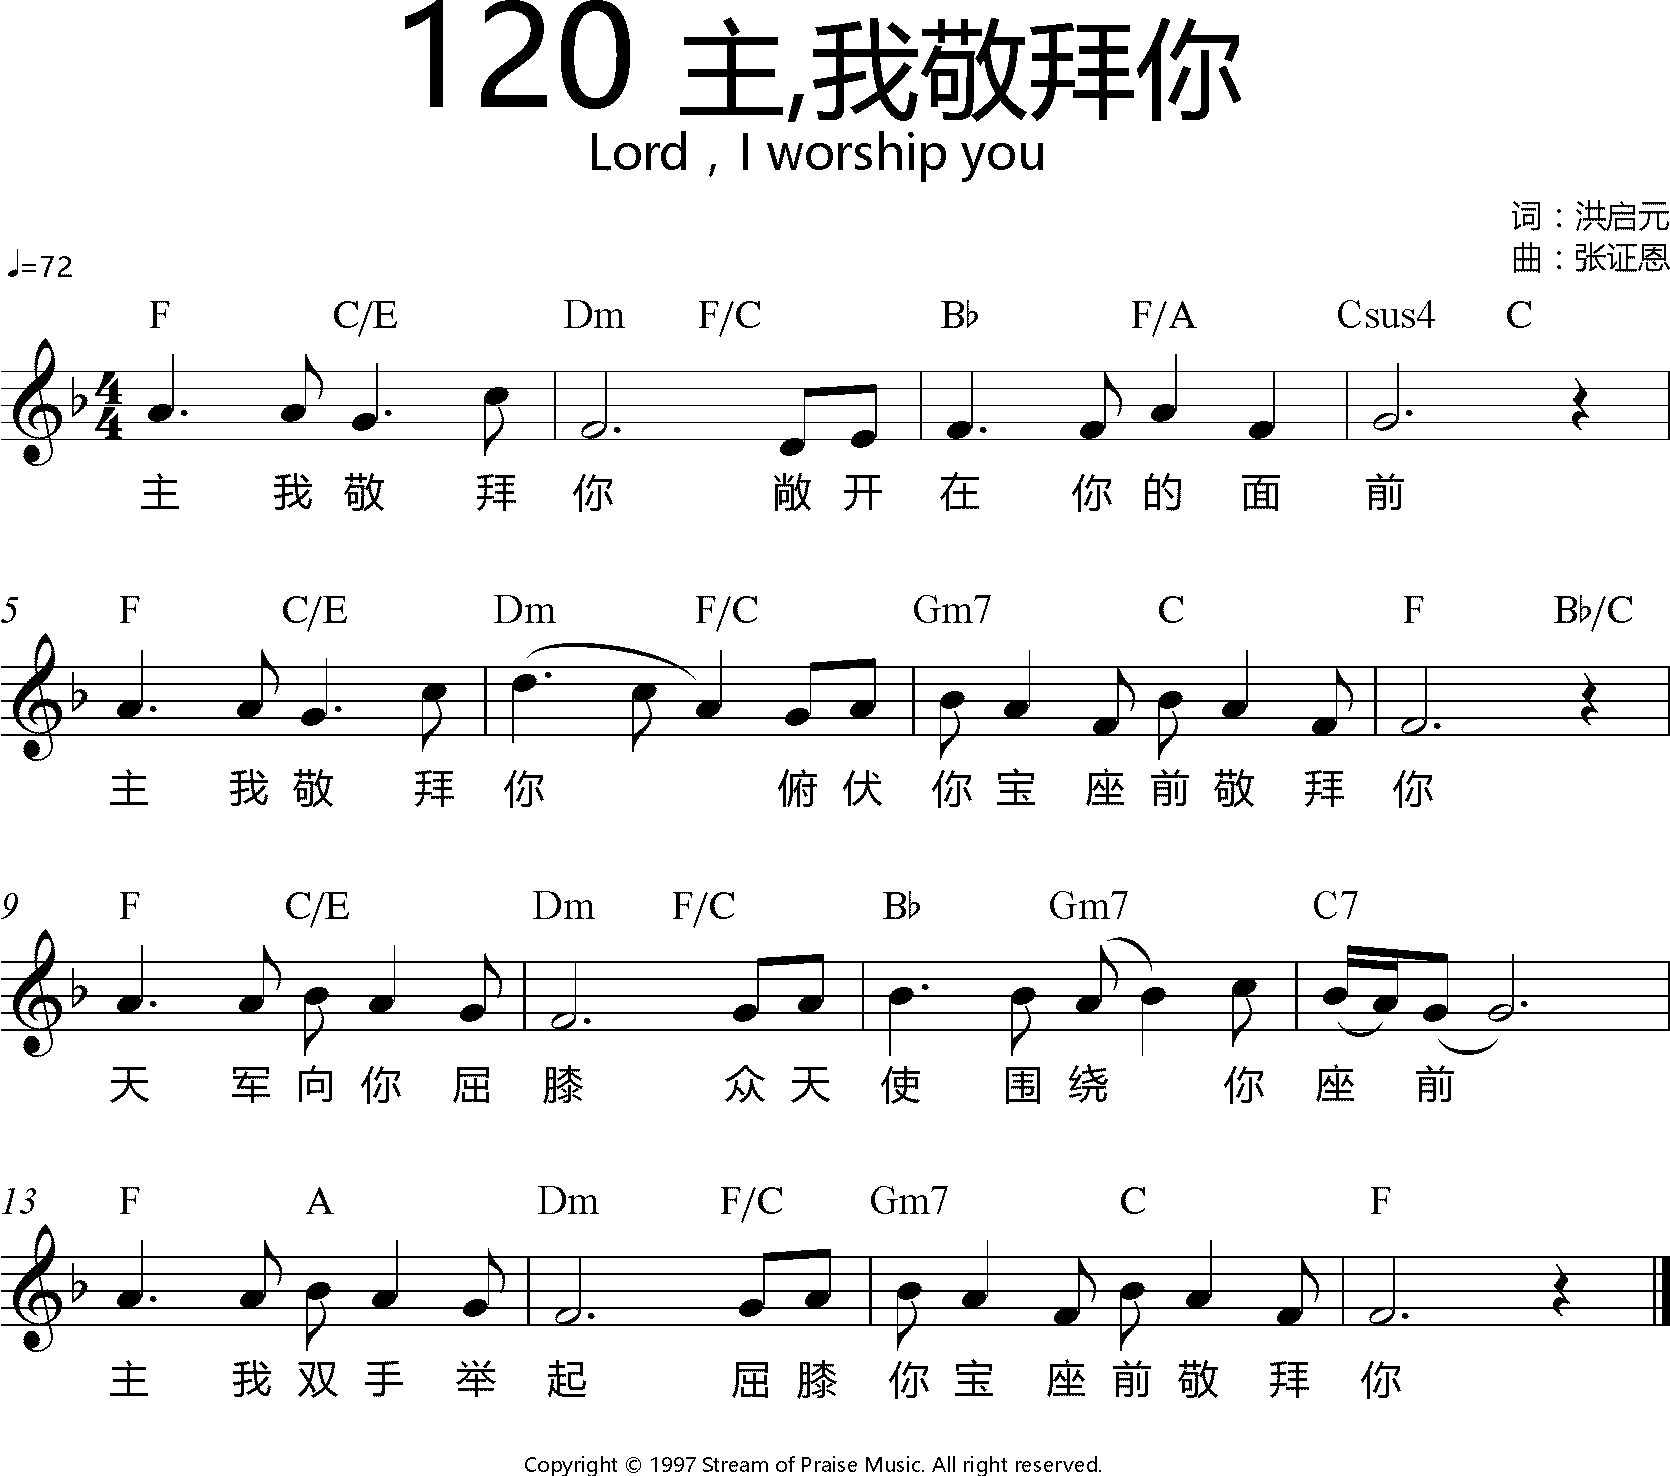 120 主,我敬拜你
Lord，I worship you
词：洪启元
曲：张证恩
♩=72
F C/E Dm F/C B♭ F/A Csus4 C
4/4
主 我 敬 拜 你 敞 开 在 你 的 面 前
5 F C/E Dm F/C Gm7 C F B♭/C
主 我 敬 拜 你 俯 伏 你 宝 座 前 敬 拜 你
9 F C/E Dm F/C B♭ Gm7 C7
天 军 向 你 屈 膝 众 天 使 围 绕 你 座 前
13 F A Dm F/C Gm7 C F
主 我 双 手 举 起 屈 膝 你 宝 座 前 敬 拜 你
Copyright © 1997 Stream of Praise Music. All right reserved.